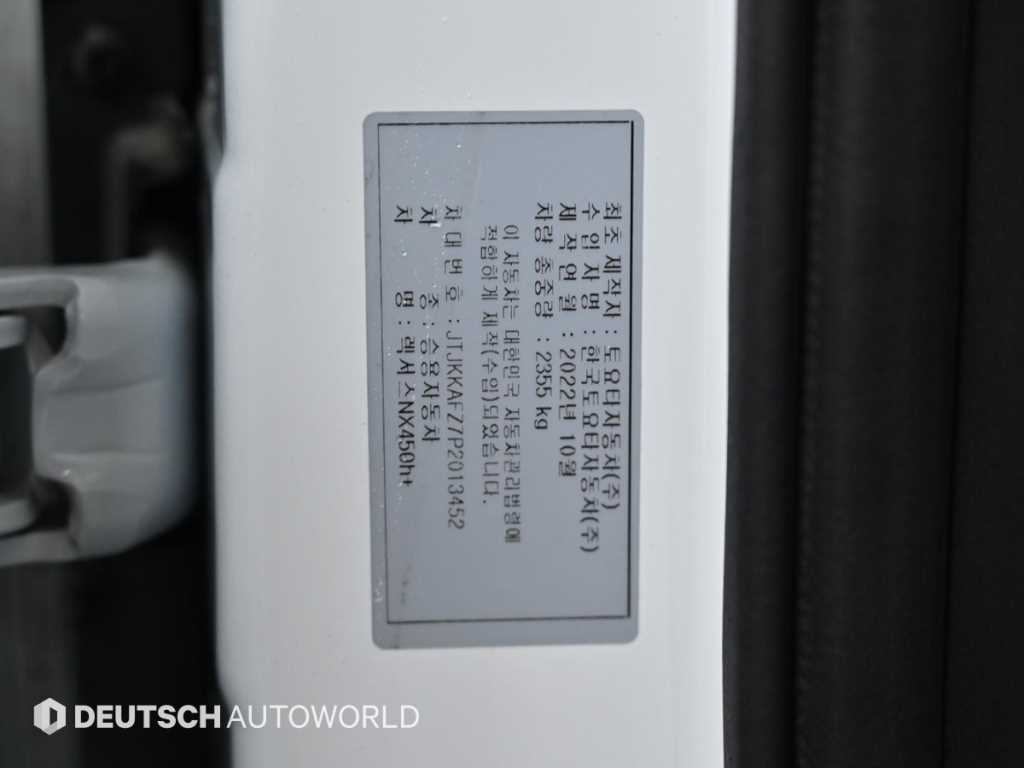 최초 제작자 : 토요타자동차(주)
수 입 자 명 : 한국토요타자동차(주)
제 작 연 월 : 2022년 10월
차량 총중량 : 2355 kg
이 자동차는 대한민국 자동차관리법령에
적합하게 제작(수입)되었습니다.
차 대 번 호 : JTJKKAFZ7P2013452
차 종 : 승용자동차
차 명 : 렉서스NX450h+
DEUTSCH AUTOWORLD